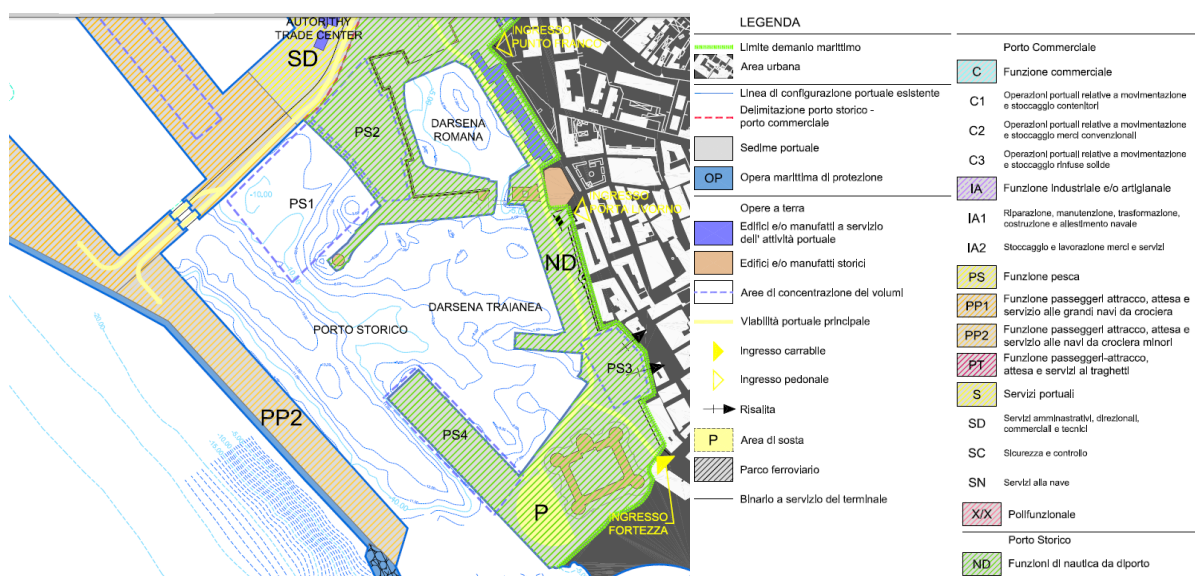 AUTORITHY
TRADE CENTER
SD
INGRESSO
PUNTO FRANCO
PS2
DARSENA
ROMANA
-10,00
PS1
INGRESSO
PORTA LIVORNO
ND
DARSENA TRAIANEA
PORTO STORICO
PS3
PP2
PS4
P
INGRESSO
FORTEZZA
LEGENDA
Limite demanio marittimo
Area urbana
Linea di configurazione portuale esistente
Delimitazione porto storico -
porto commerciale
Sedime portuale
OP Opera marittima di protezione
Opere a terra
Edifici e/o manufatti a servizio
dell' attività portuale
Edifici e/o manufatti storici
Aree di concentrazione dei volumi
Viabilità portuale principale
Ingresso carrabile
Ingresso pedonale
Risalita
P Area di sosta
Parco ferroviario
Binario a servizio del terminale
Porto Commerciale
C Funzione commerciale
C1 Operazioni portuali relative a movimentazione
e stoccaggio contenitori
C2 Operazioni portuali relative a movimentazione
e stoccaggio merci convenzionali
C3 Operazioni portuali relative a movimentazione
e stoccaggio rinfuse solide
IA Funzione Industriale e/o artigianale
IA1 Riparazione, manutenzione, trasformazione,
costruzione e allestimento navale
IA2 Stoccaggio e lavorazione merci e servizi
PS Funzione pesca
PP1 Funzione passeggeri attracco, attesa e
servizio alle grandi navi da crociera
PP2 Funzione passeggeri attracco, attesa e
servizio alle navi da crociera minori
PT Funzione passeggeri-attracco,
attesa e servizi ai traghetti
S Servizi portuali
SD Servizi amministrativi, direzionali,
commerciali e tecnici
SC Sicurezza e controllo
SN Servizi alla nave
X/X Polifunzionale
Porto Storico
ND Funzioni di nautica da diporto